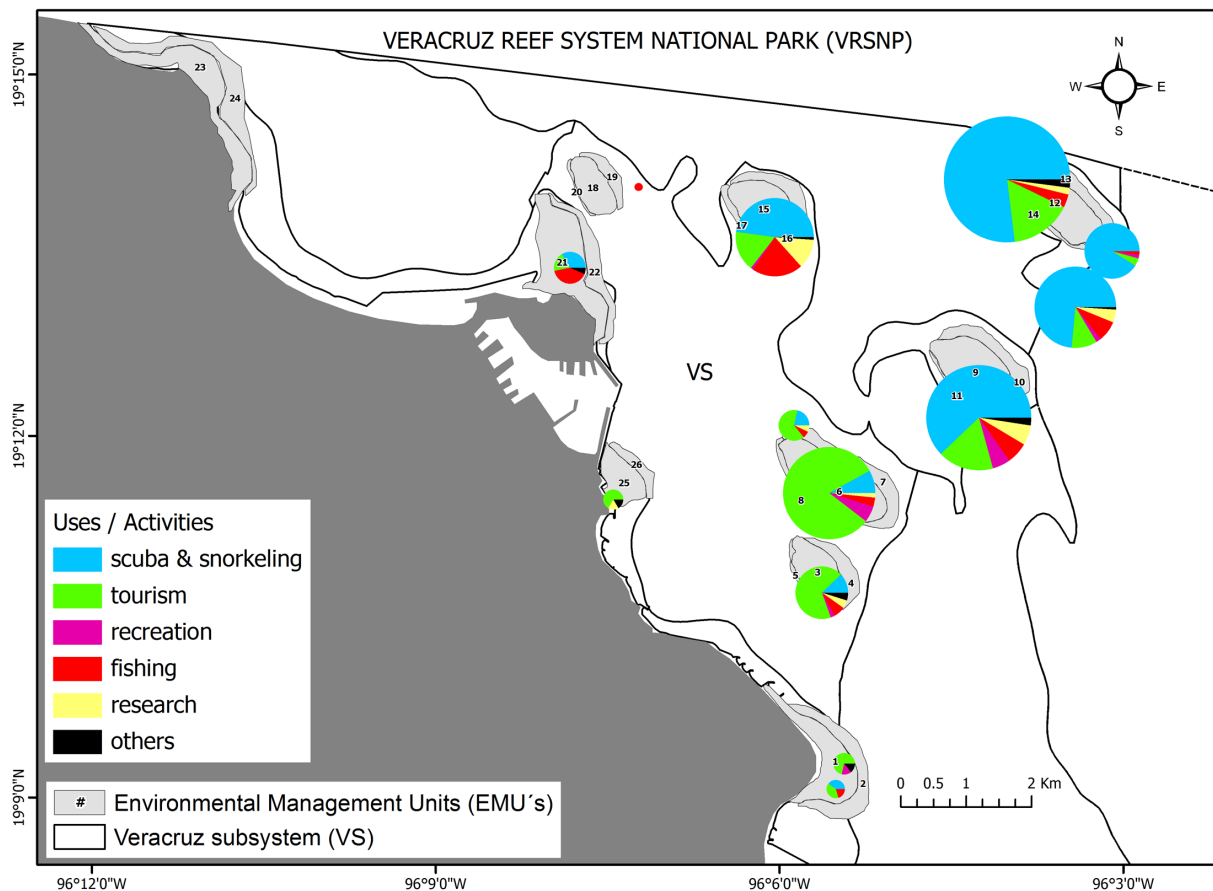 VERACRUZ REEF SYSTEM NATIONAL PARK (VRSNP)
N
W
E
S
19°15'0"N
19°12'0"N
19°9'0"N
23
24
19
20
18
21
22
15
17
16
13
12
14
9
10
11
VS
26
25
7
6
8
3
5
4
1
2
Uses / Activities
scuba & snorkeling
tourism
recreation
fishing
research
others
# Environmental Management Units (EMU´s)
Veracruz subsystem (VS)
0 0.5 1 2 Km
96°12'0"W
96°9'0"W
96°6'0"W
96°3'0"W